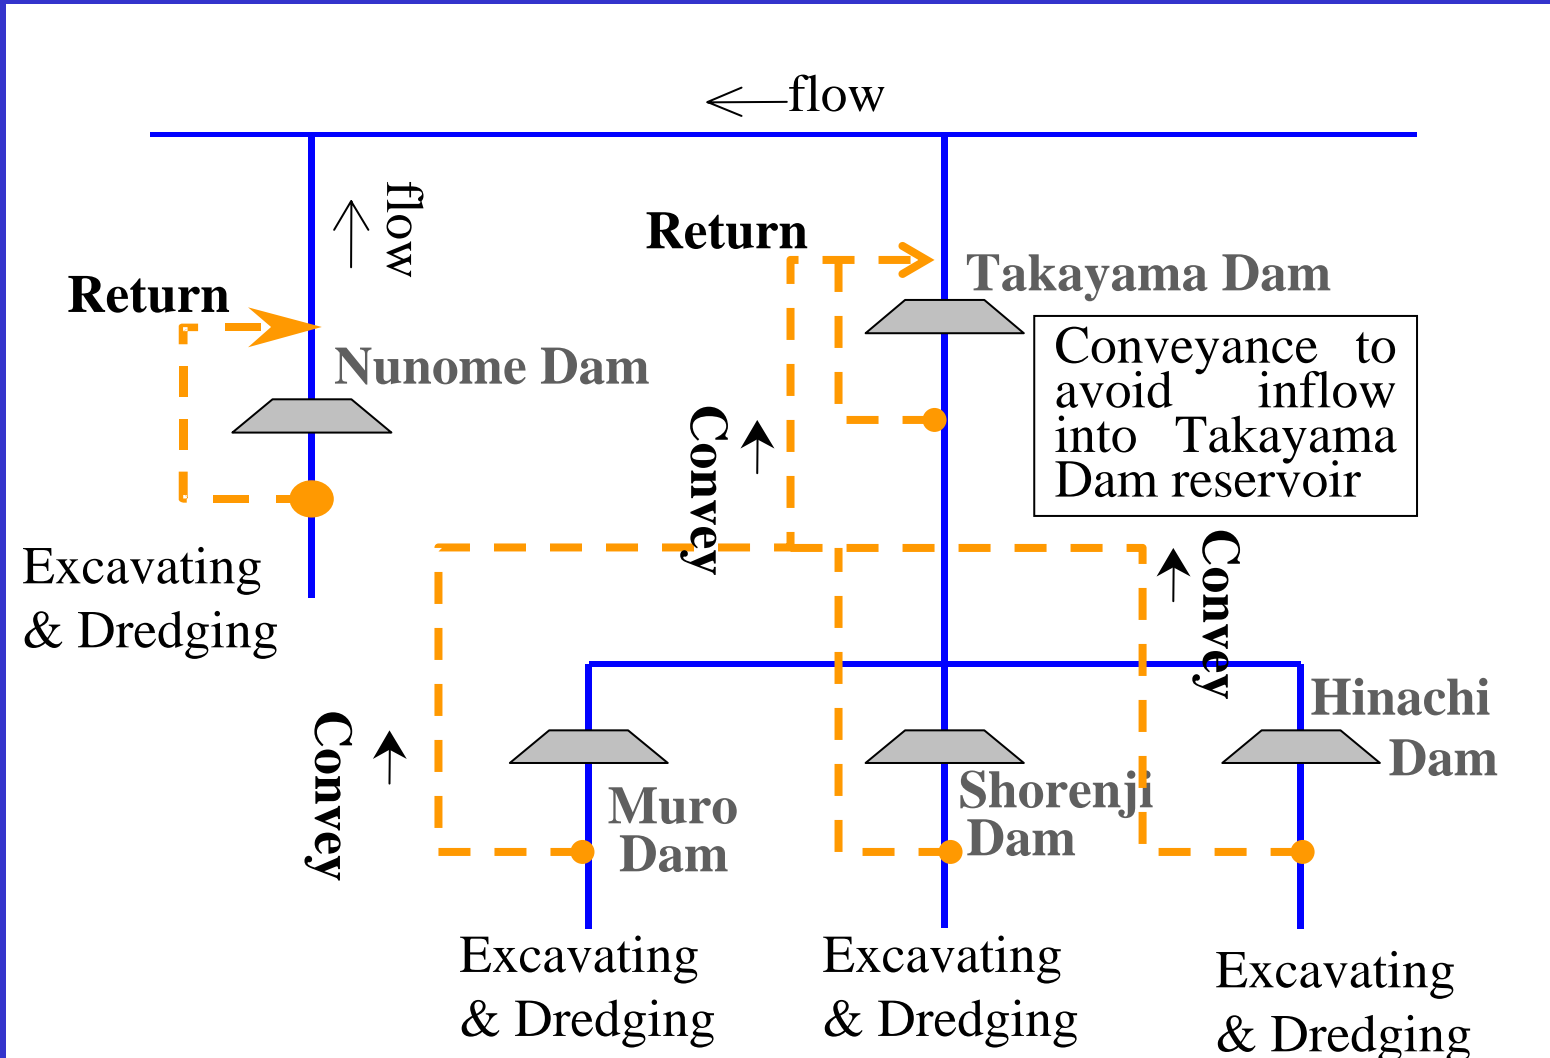 flow
flow
Return
Return
Takayama Dam
Nunome Dam
Conveyance to
avoid inflow
into Takayama
Dam reservoir
Convey
Excavating
& Dredging
Convey
Hinachi
Dam
Convey
Muro
Dam
Shorenji
Dam
Excavating
& Dredging
Excavating
& Dredging
Excavating
& Dredging